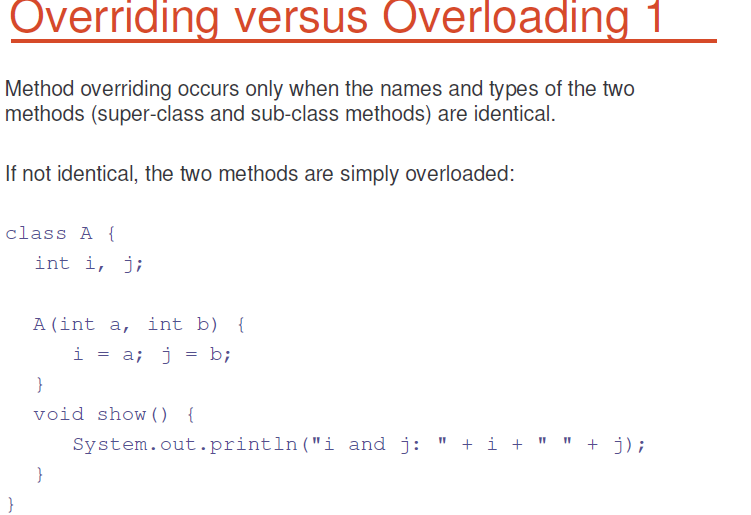 Overriding versus Overloading 1
Method overriding occurs only when the names and types of the two
methods (super-class and sub-class methods) are identical.
If not identical, the two methods are simply overloaded:
class A {
int i, j;
A(int a, int b) {
i = a; j = b;
}
void show() {
System.out.println("i and j: " + i + " " + j);
}
}